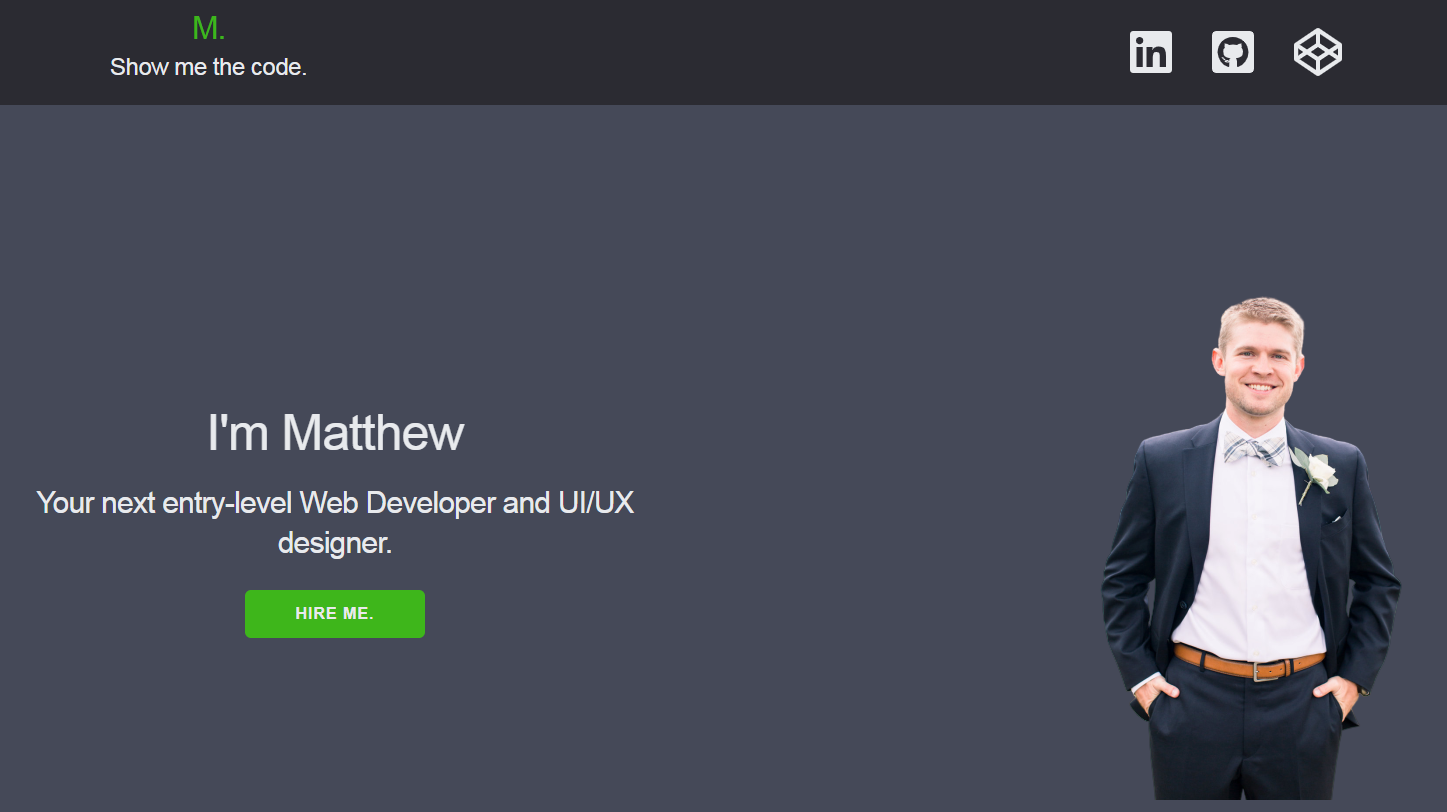 M.
Show me the code.
in
I'm Matthew
Your next entry-level Web Developer and UI/UX
designer.
HIRE ME.